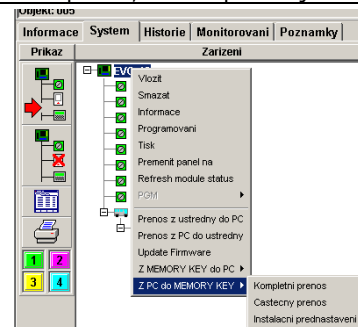 Objekt: 005
Informace System Historie Monitorovani Poznamky
Prikaz Zarizeni
Vlozit
Smazat
Informace
Programovani
Tisk
Premenit panel na
Refresh module status
PGM
Prenos z ustredny do PC
Prenos z PC do ustredny
Update Firmware
Z MEMORY KEY do PC
Z PC do MEMORY KEY
Kompletni prenos
Castecny prenos
Instalacni prednastaveni
1 2
3 4